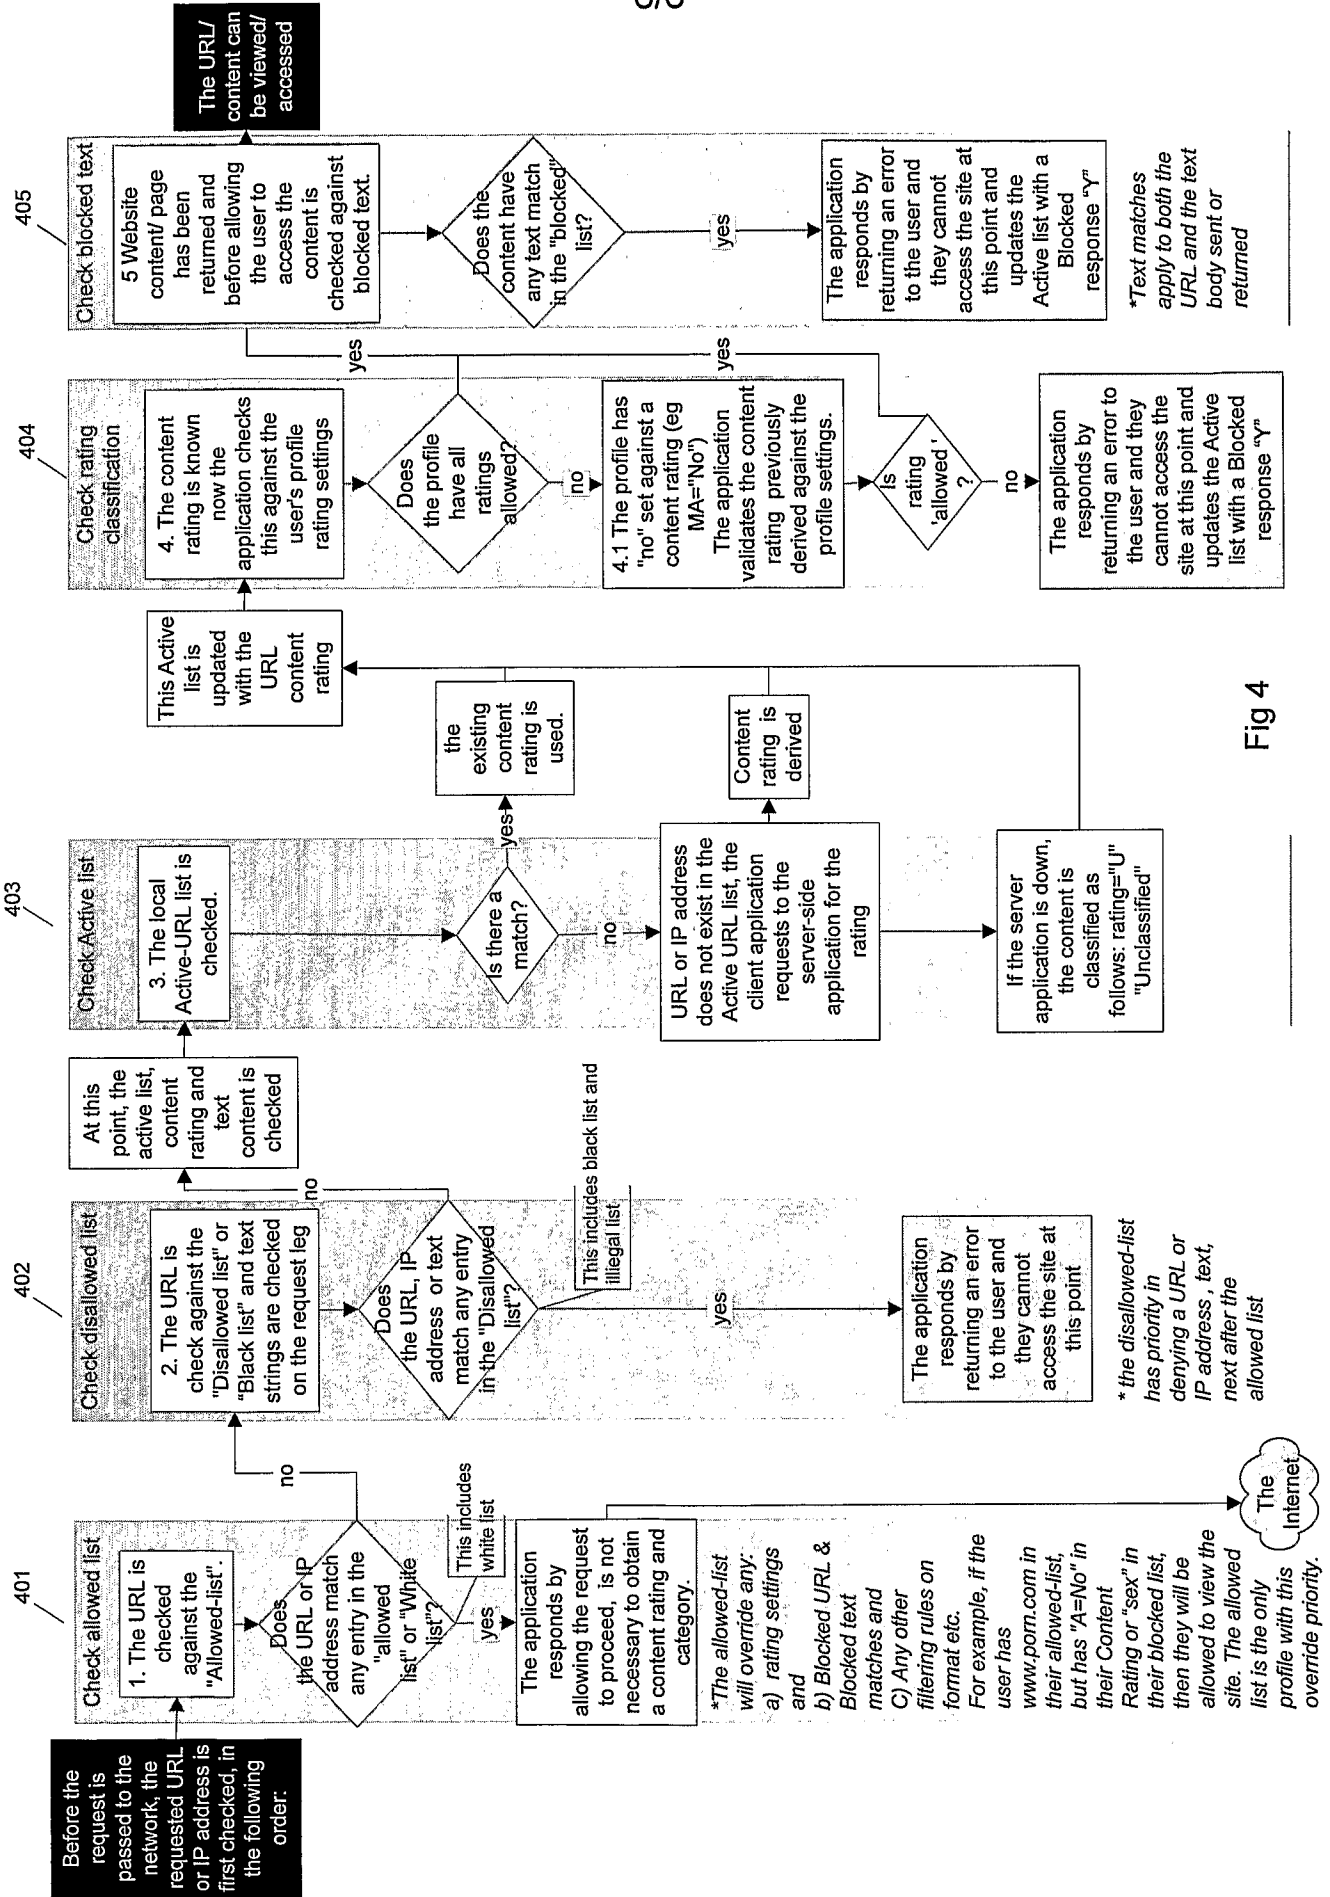 Before the
request is
passed to the
network, the
requested URL
or IP address is
first checked, in
the following
order:
401
Check allowed list
1. The URL is
checked
against the
"Allowed-list".
Does
the URL or IP
address match
any entry in the
"allowed
list" or "White
list"?
no
This includes
white list
yes
The application
responds by
allowing the request
to proceed, is not
necessary to obtain
a content rating and
category.
*The allowed-list
will override any:
a) rating settings
and
b) Blocked URL &
Blocked text
matches and
C) Any other
filtering rules on
format etc.
For example, if the
user has
www.porm.com in
their allowed-list,
but has "A=No" in
their Content
Rating or "sex" in
their blocked list,
then they will be
allowed to view the
site. The allowed
list is the only
profile with this
override priority.
The
Internet
402
Check disallowed list
2. The URL is
check against the
"Disallowed list" or
"Black list" and text
strings are checked
on the request leg
Does
the URL, IP
address or text
match any entry
in the "Disallowed
list"?
no
This includes black list and
illegal list
yes
The application
responds by
returning an error
to the user and
they cannot
access the site at
this point
* the disallowed-list
has priority in
denying a URL or
IP address , text,
next after the
allowed list
At this
point, the
active list,
content
rating and
text
content is
checked
403
Check Active list
3. The local
Active-URL list is
checked.
Is there a
match?
yes
the
existing
content
rating is
used.
no
URL or IP address
does not exist in the
Active URL list, the
client application
requests to the
server-side
application for the
rating
Content
rating is
derived
If the server
application is down,
the content is
classified as
follows: rating="U"
"Unclassified"
This Active
list is
updated
with the
URL
content
rating
404
Check rating
classification
4. The content
rating is known
now the
application checks
this against the
user's profile
rating settings
Does
the profile
have all
ratings
allowed?
yes
no
4.1 The profile has
"no" set against a
content rating (eg
MA="No")
The application
validates the content
rating previously
derived against the
profile settings.
Is
rating
'allowed'
?
yes
no
The application
responds by
returning an error to
the user and they
cannot access the
site at this point and
updates the Active
list with a Blocked
response "Y"
405
Check blocked text
5 Website
content/ page
has been
returned and
before allowing
the user to
access the
content is
checked against
blocked text.
Does the
content have
any text match
in the "blocked"
list?
yes
The application
responds by
returning an error
to the user and
they cannot
access the site at
this point and
updates the
Active list with a
Blocked
response "Y"
*Text matches
apply to both the
URL and the text
body sent or
returned
The URL/
content can
be viewed/
accessed
Fig 4